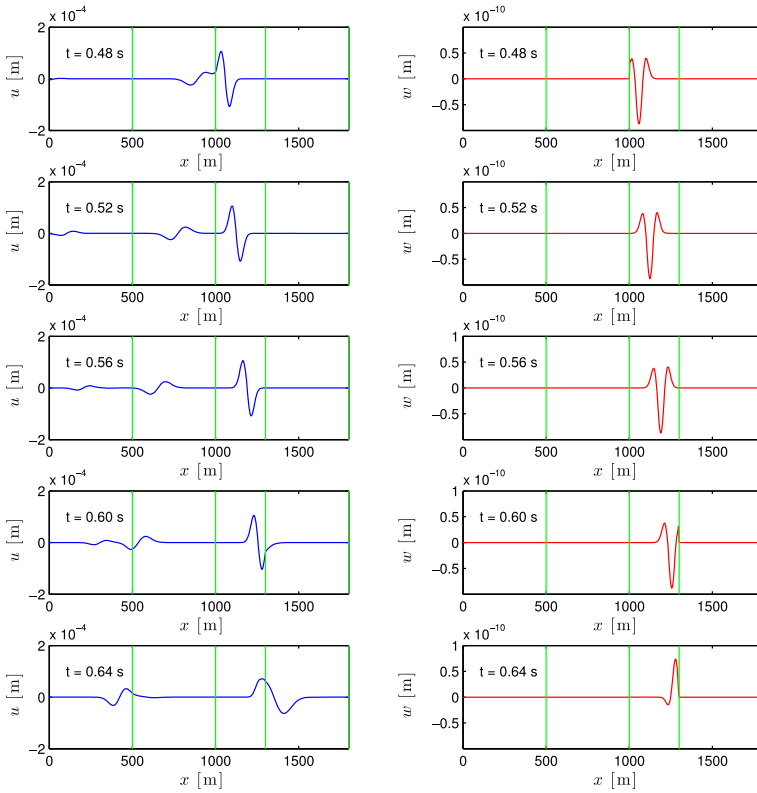 x 10⁻⁴
2
t = 0.48 s
0
−2
u [m]
0 500 1000 1500
x [m]
x 10⁻¹⁰
0.5
t = 0.48 s
0
−0.5
w [m]
0 500 1000 1500
x [m]
x 10⁻⁴
2
t = 0.52 s
0
−2
u [m]
0 500 1000 1500
x [m]
x 10⁻¹⁰
0.5
t = 0.52 s
0
−0.5
w [m]
0 500 1000 1500
x [m]
x 10⁻⁴
2
t = 0.56 s
0
−2
u [m]
0 500 1000 1500
x [m]
x 10⁻¹⁰
1
0.5
t = 0.56 s
0
−0.5
w [m]
0 500 1000 1500
x [m]
x 10⁻⁴
2
t = 0.60 s
0
−2
u [m]
0 500 1000 1500
x [m]
x 10⁻¹⁰
1
0.5
t = 0.60 s
0
−0.5
w [m]
0 500 1000 1500
x [m]
x 10⁻⁴
2
t = 0.64 s
0
−2
u [m]
0 500 1000 1500
x [m]
x 10⁻¹⁰
1
0.5
t = 0.64 s
0
−0.5
w [m]
0 500 1000 1500
x [m]